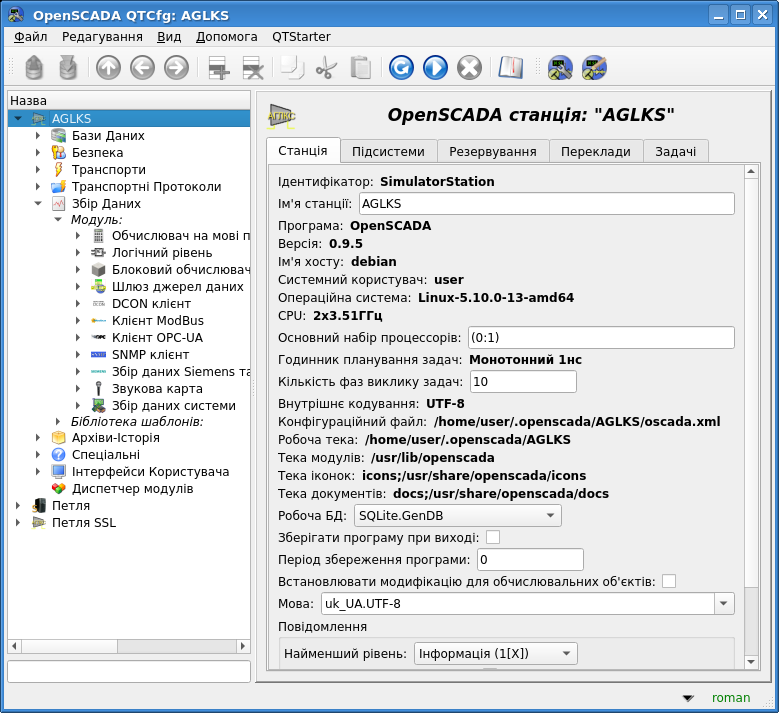 OpenSCADA QTCfg: AGLKS
Файл Редагування Вид Допомога QTStarter
Назва
AGLKS
Бази Даних
Безпека
Транспорти
Транспортні Протоколи
Збір Даних
Модуль:
Обчислювач на мові п
Логічний рівень
Блоковий обчислювач
Шлюз джерел даних
DCON клієнт
Клієнт ModBus
Клієнт OPC-UA
SNMP клієнт
Збір даних Siemens та
Звукова карта
Збір даних системи
Бібліотека шаблонів:
Архіви-Історія
Спеціальні
Інтерфейси Користувача
Диспетчер модулів
Петля
Петля SSL
АГЛКС
OpenSCADA станція: "AGLKS"
Станція Підсистеми Резервування Переклади Задачі
Ідентифікатор: SimulatorStation
Ім'я станції: AGLKS
Програма: OpenSCADA
Версія: 0.9.5
Ім'я хосту: debian
Системний користувач: user
Операційна система: Linux-5.10.0-13-amd64
CPU: 2x3.51ГГц
Основний набір процессорів: (0:1)
Годинник планування задач: Монотонний 1нс
Кількість фаз виклику задач: 10
Внутрішнє кодування: UTF-8
Конфігураційний файл: /home/user/.openscada/AGLKS/oscada.xml
Робоча тека: /home/user/.openscada/AGLKS
Тека модулів: /usr/lib/openscada
Тека іконок: icons;/usr/share/openscada/icons
Тека документів: docs;/usr/share/openscada/docs
Робоча БД: SQLite.GenDB
Зберігати програму при виході:
Період збереження програми: 0
Встановлювати модифікацію для обчислювальних об'єктів:
Мова: uk_UA.UTF-8
Повідомлення
Найменший рівень: Інформація (1[X])
roman